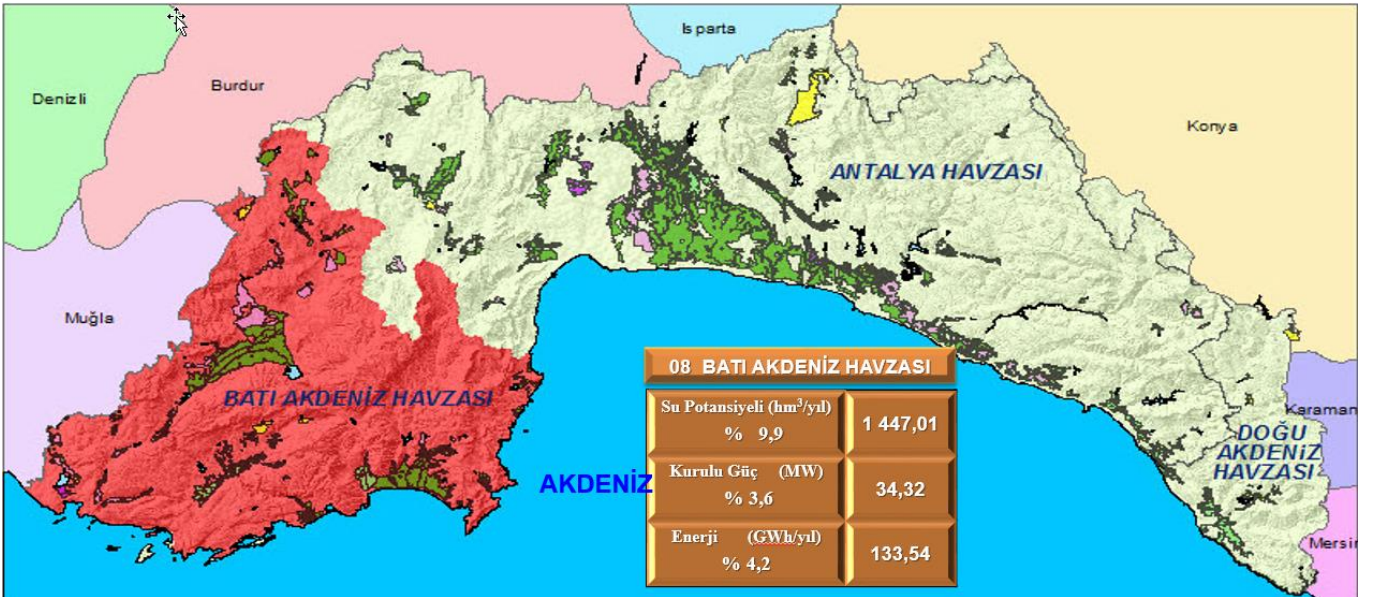 Isparta
Denizli
Burdur
Konya
ANTALYA HAVZASI
Muğla
08 BATI AKDENİZ HAVZASI
BATI AKDENİZ HAVZASI
Su Potansiyeli (hm³/yıl)
% 9,9
1 447,01
Karaman
DOĞU
AKDENİZ
HAVZASI
AKDENİZ
Kurulu Güç (MW)
% 3,6
34,32
Enerji (GWh/yıl)
% 4,2
133,54
Mersin